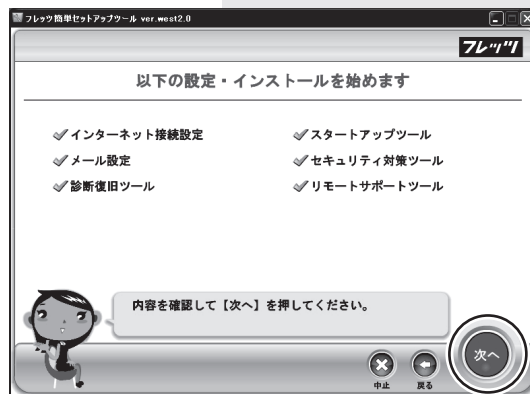 フレッツ簡単セットアップツール ver.west2.0
フレッツ
以下の設定・インストールを始めます
インターネット接続設定
スタートアップツール
メール設定
セキュリティ対策ツール
診断復旧ツール
リモートサポートツール
内容を確認して【次へ】を押してください。
中止
戻る
次へ